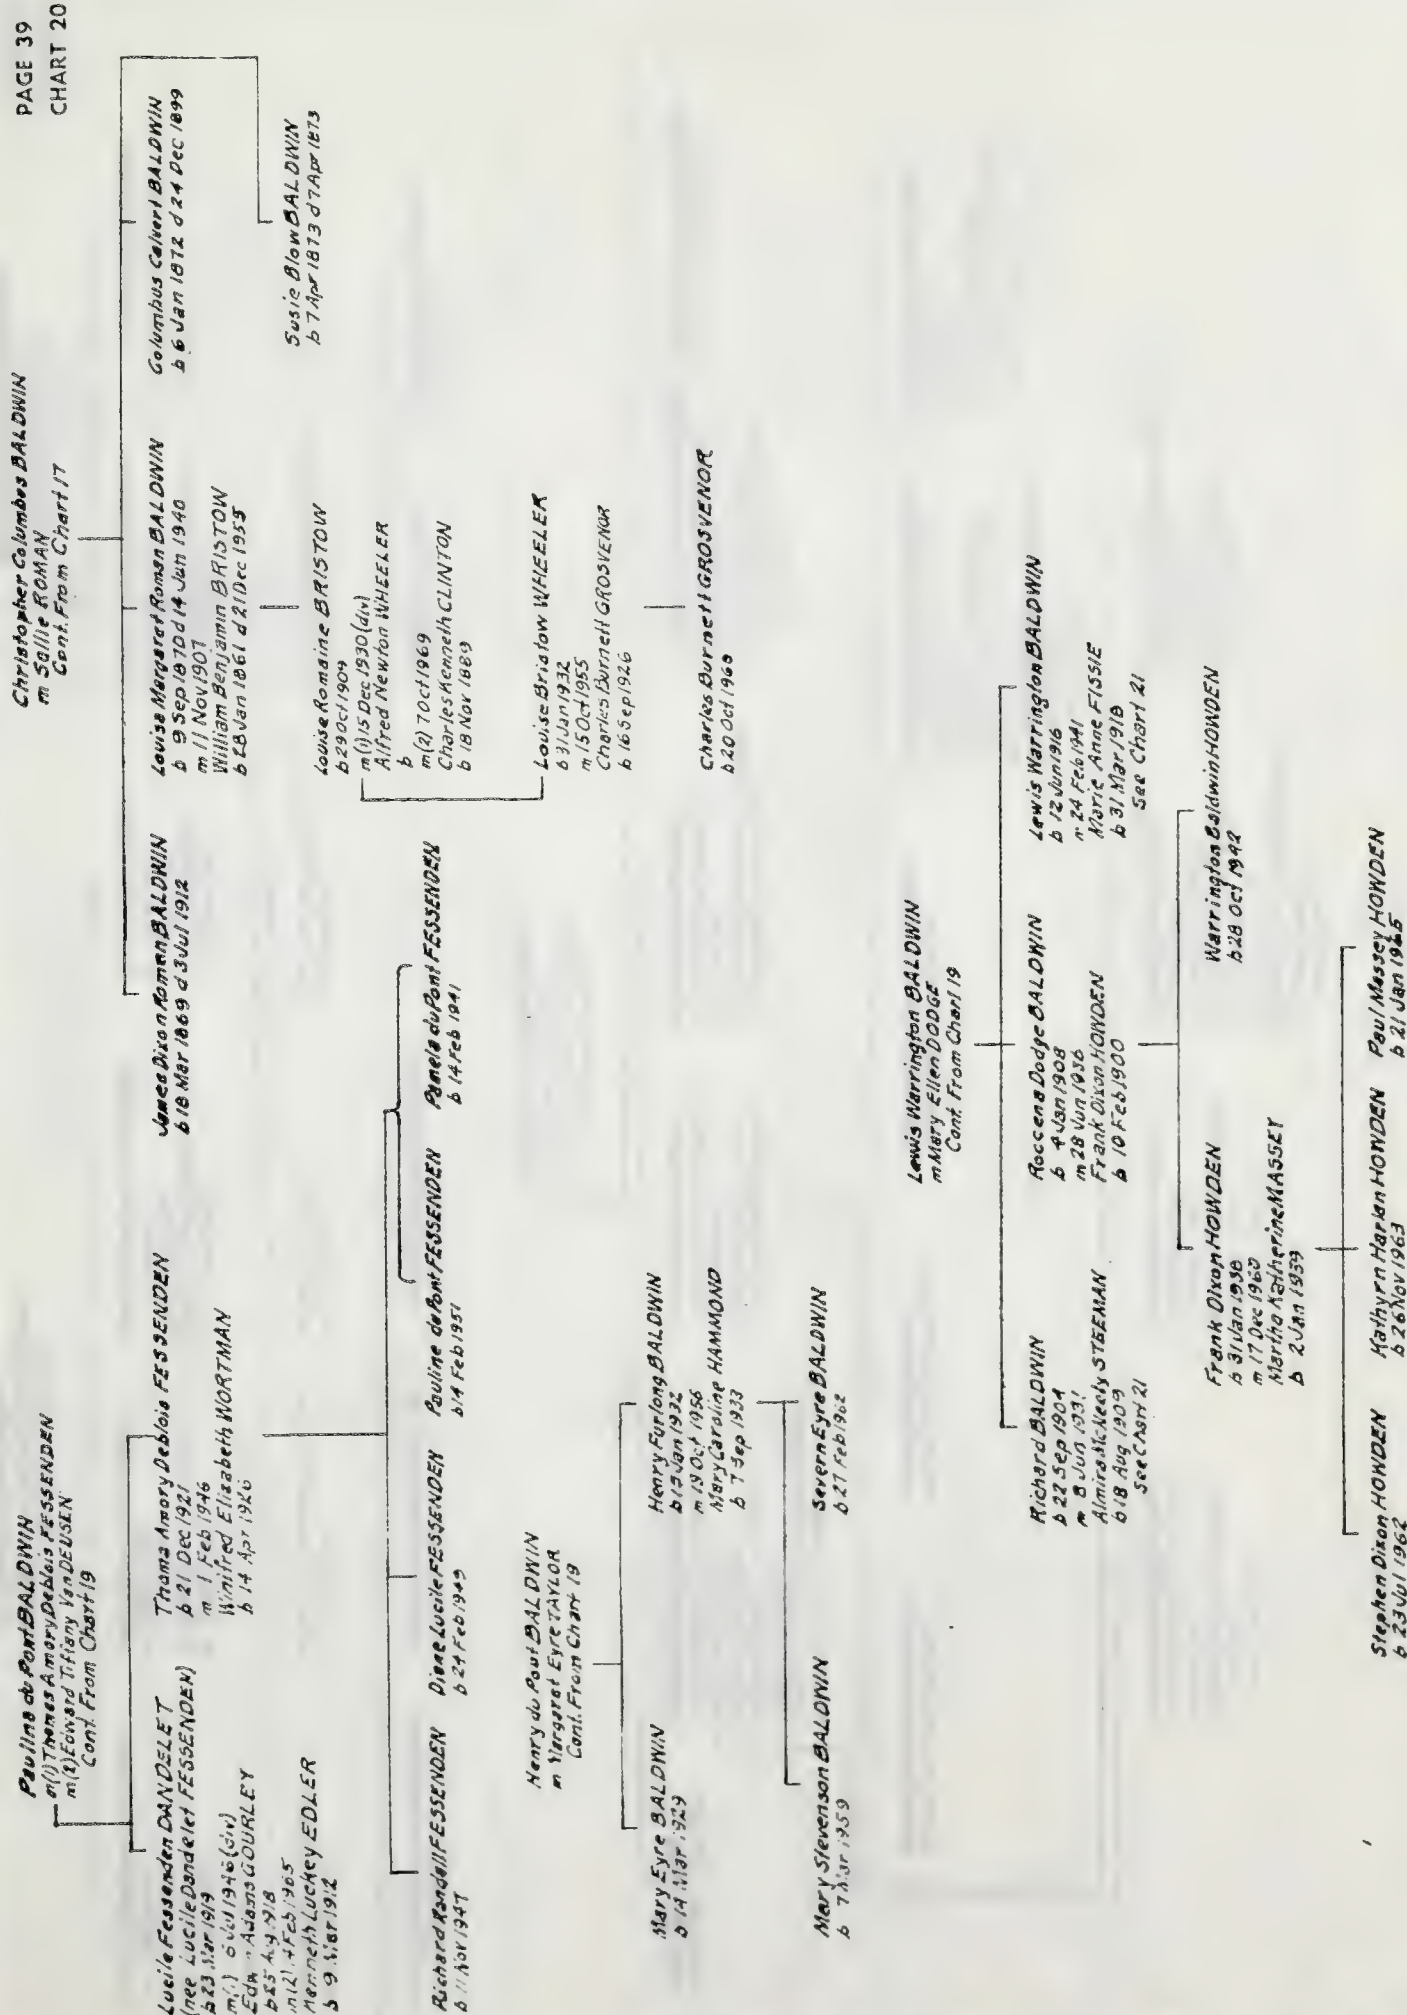 PAGE 39
CHART 20
Pauline du Pont BALDWIN
m(1) Thomas Amory Deblois FESSENDEN
m(2) Edward Tiffany VanDEUSEN
Cont. From Chart 19
Lucile Fessenden DANDELET
(nee Lucile Dandelet FESSENDEN)
b 23 Mar 1919
m(1) 6 Jul 1946 (div)
Adams GOURLEY
b 25 Aug 1918
m(2) 4 Feb 1965
Kenneth Luckey EDLER
b 9 Mar 1912
Thoma Amory Deblois FESSENDEN
b 21 Dec 1921
m 1 Feb 1946
Winifred Elizabeth WORTMAN
b 14 Apr 1926
Richard Randall FESSENDEN
b 11 Nov 1947
Diane Lucile FESSENDEN
b 24 Feb 1949
Pauline du Pont FESSENDEN
b 14 Feb 1951
Pamela du Pont FESSENDEN
b 14 Feb 1941
Christopher Columbus BALDWIN
m Sallie ROMAN
Cont. From Chart 17
James Dixon Roman BALDWIN
b 18 Mar 1869 d 3 Jul 1912
Louisa Margaret Roman BALDWIN
b 9 Sep 1870 d 14 Jun 1940
m 11 Nov 1907
William Benjamin BRISTOW
b 28 Jan 1861 d 21 Dec 1955
Columbus Calvert BALDWIN
b 6 Jan 1872 d 24 Dec 1899
Susie Blow BALDWIN
b 7 Apr 1873 d 7 Apr 1873
Louise Romaine BRISTOW
b 29 Oct 1909
m(1) 15 Dec 1930 (div)
Alfred Newton WHEELER
b
m(2) 7 Oct 1969
Charles Kenneth CLINTON
b 18 Nov 1889
Louise Bristow WHEELER
b 31 Jan 1932
m 15 Oct 1955
Charles Burnett GROSVENOR
b 16 Sep 1926
Charles Burnett GROSVENOR
b 20 Oct 1968
Henry du Pont BALDWIN
m Margaret Eyre TAYLOR
Cont. From Chart 19
Mary Eyre BALDWIN
b 14 Mar 1929
Henry Furlong BALDWIN
b 15 Jan 1932
m 19 Oct 1956
Mary Caroline HAMMOND
b 7 Sep 1933
Mary Stevenson BALDWIN
b 7 Mar 1959
Severn Eyre BALDWIN
b 27 Feb 1962
Lewis Warrington BALDWIN
m Mary Ellen DODGE
Cont. From Chart 19
Richard BALDWIN
b 22 Sep 1904
m 8 Jun 1931
Almira McNeely STEEMAN
b 18 Aug 1909
See Chart 21
Roccena Dodge BALDWIN
b 4 Jan 1908
m 28 Jun 1936
Frank Dixon HOWDEN
b 10 Feb 1900
Lewis Warrington BALDWIN
b 12 Jun 1916
m 24 Feb 1941
Marie Anne FISSIE
b 31 Mar 1918
See Chart 21
Frank Dixon HOWDEN
b 31 Jan 1938
m 17 Dec 1960
Martha Katherine MASSEY
b 2 Jan 1939
Warrington Baldwin HOWDEN
b 28 Oct 1942
Stephen Dixon HOWDEN
b 23 Jul 1962
Kathyrn Harlan HOWDEN
b 26 Nov 1963
Paul Massey HOWDEN
b 21 Jan 1965